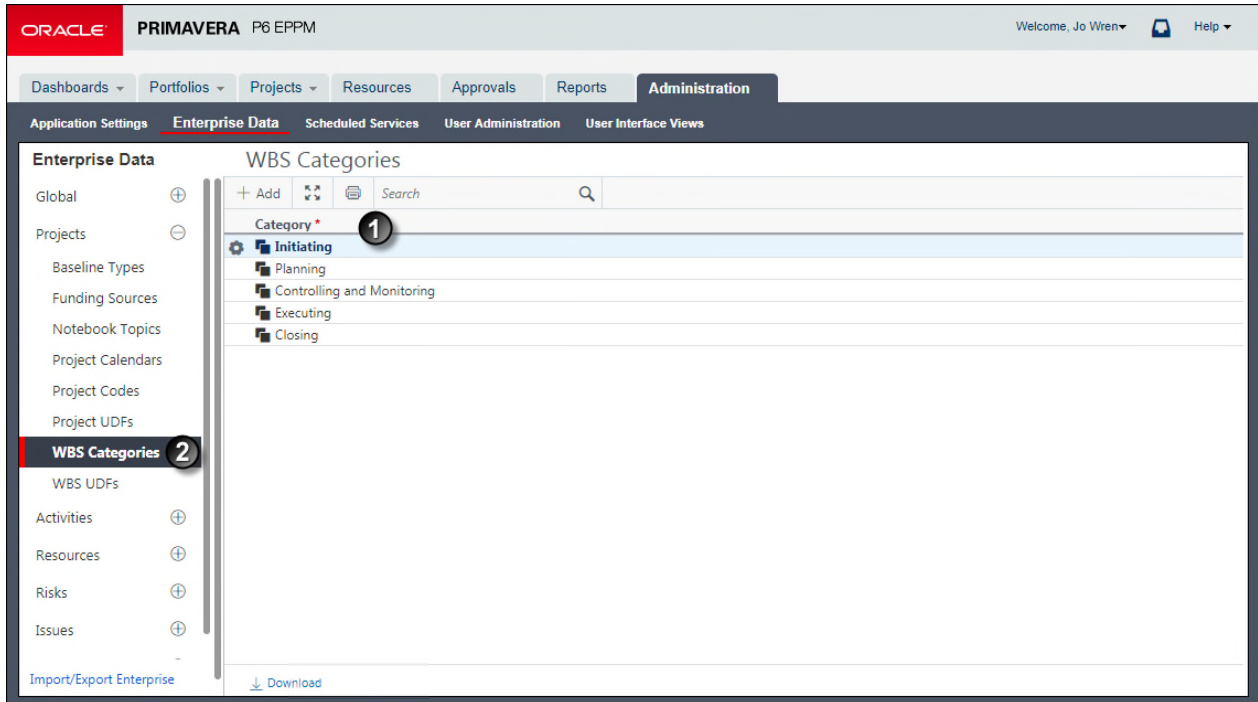 ORACLE PRIMAVERA P6 EPPM Welcome, Jo Wren Help
Dashboards Portfolios Projects Resources Approvals Reports Administration
Application Settings Enterprise Data Scheduled Services User Administration User Interface Views
Enterprise Data
Global
Projects
Baseline Types
Funding Sources
Notebook Topics
Project Calendars
Project Codes
Project UDFs
WBS Categories 2
WBS UDFs
Activities
Resources
Risks
Issues
Import/Export Enterprise
WBS Categories
+ Add Search
Category * 1
Initiating
Planning
Controlling and Monitoring
Executing
Closing
Download